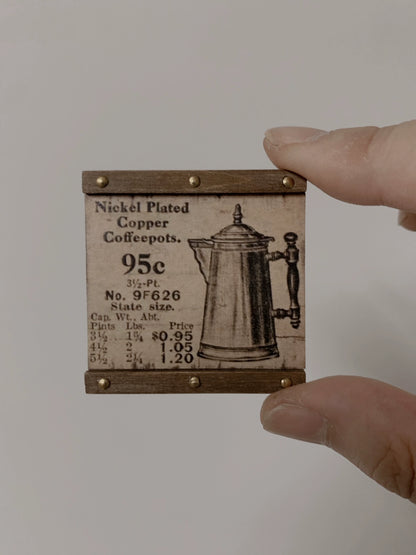 Nickel Plated
Copper
Coffeepots.
95c
3½-Pt.
No. 9F626
State size.
Cap. Wt., Abt.
Pints Lbs. Price
3½ 1¾ $0.95
4½ 2 1.05
5½ 2¼ 1.20